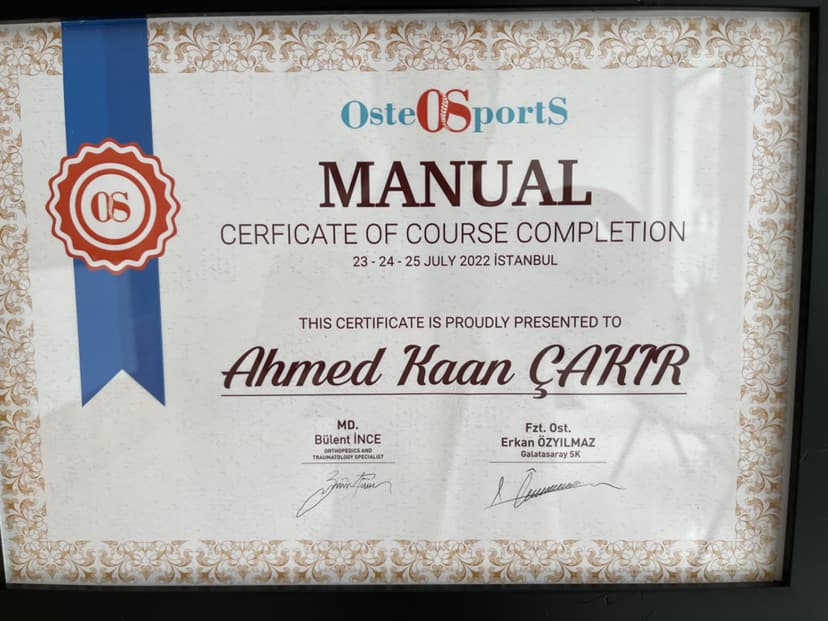 OsteOSportS
MANUAL
CERFICATE OF COURSE COMPLETION
23 - 24 - 25 JULY 2022 İSTANBUL
OS
THIS CERTIFICATE IS PROUDLY PRESENTED TO
Ahmed Kaan ÇAKIR
MD.
Bülent İNCE
ORTHOPEDICS AND
TRAUMATOLOGY SPECIALIST
Fzt. Ost.
Erkan ÖZYILMAZ
Galatasaray SK